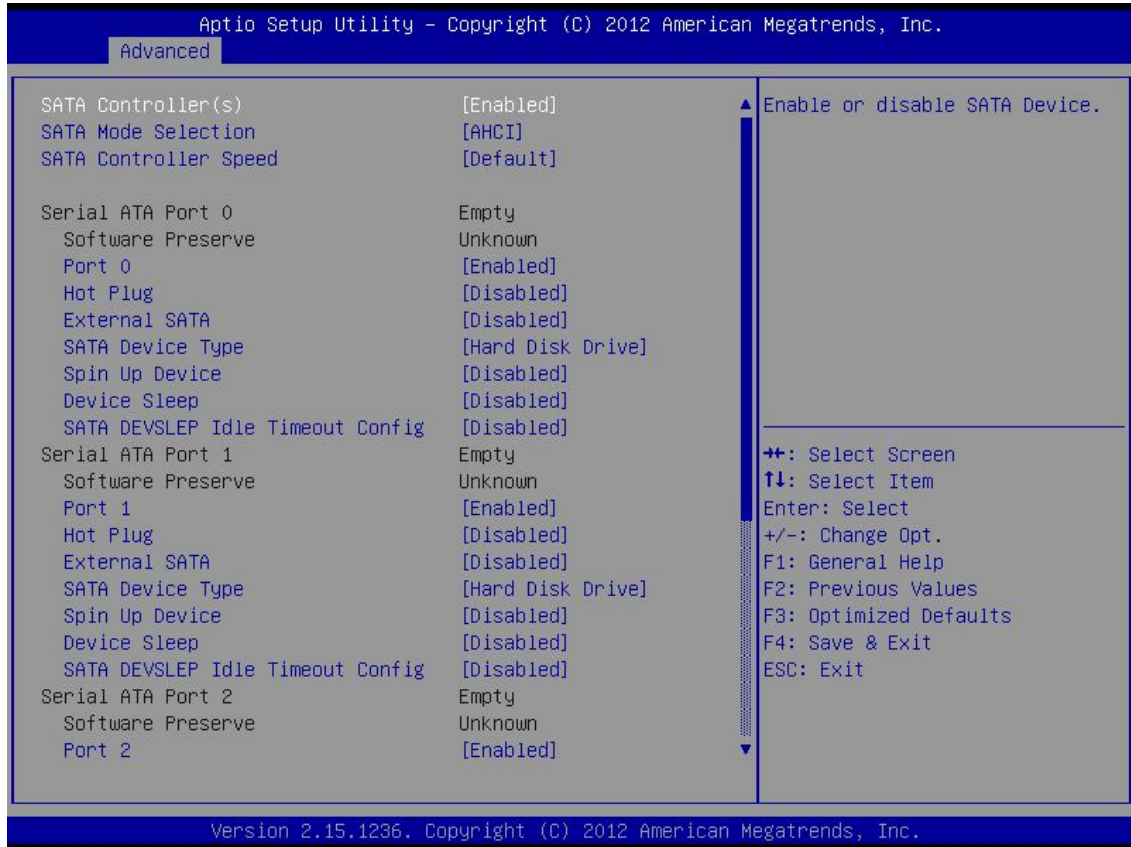 Aptio Setup Utility – Copyright (C) 2012 American Megatrends, Inc.
Advanced
SATA Controller(s) [Enabled]
SATA Mode Selection [AHCI]
SATA Controller Speed [Default]
Serial ATA Port 0 Empty
Software Preserve Unknown
Port 0 [Enabled]
Hot Plug [Disabled]
External SATA [Disabled]
SATA Device Type [Hard Disk Drive]
Spin Up Device [Disabled]
Device Sleep [Disabled]
SATA DEVSLEP Idle Timeout Config [Disabled]
Serial ATA Port 1 Empty
Software Preserve Unknown
Port 1 [Enabled]
Hot Plug [Disabled]
External SATA [Disabled]
SATA Device Type [Hard Disk Drive]
Spin Up Device [Disabled]
Device Sleep [Disabled]
SATA DEVSLEP Idle Timeout Config [Disabled]
Serial ATA Port 2 Empty
Software Preserve Unknown
Port 2 [Enabled]
Enable or disable SATA Device.
→←: Select Screen
↑↓: Select Item
Enter: Select
+/-: Change Opt.
F1: General Help
F2: Previous Values
F3: Optimized Defaults
F4: Save & Exit
ESC: Exit
Version 2.15.1236. Copyright (C) 2012 American Megatrends, Inc.